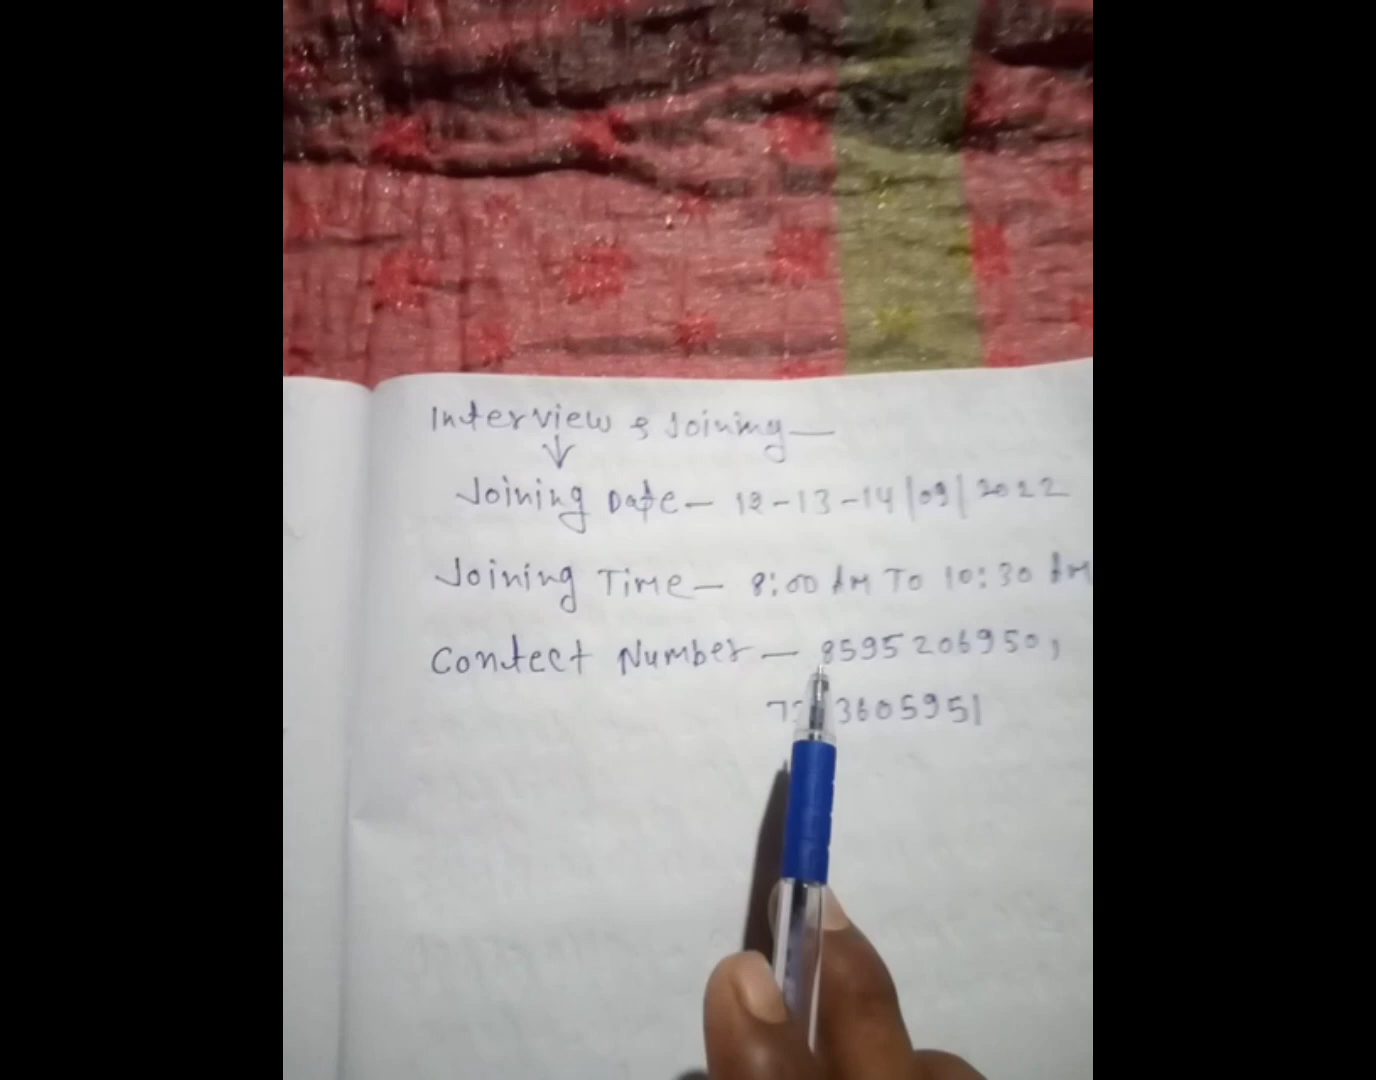 Interview & Joining —
Joining Date — 12-13-14/09/2022
Joining Time — 8:00 AM To 10:30 AM
Contect Number — 8595206950,
3605951